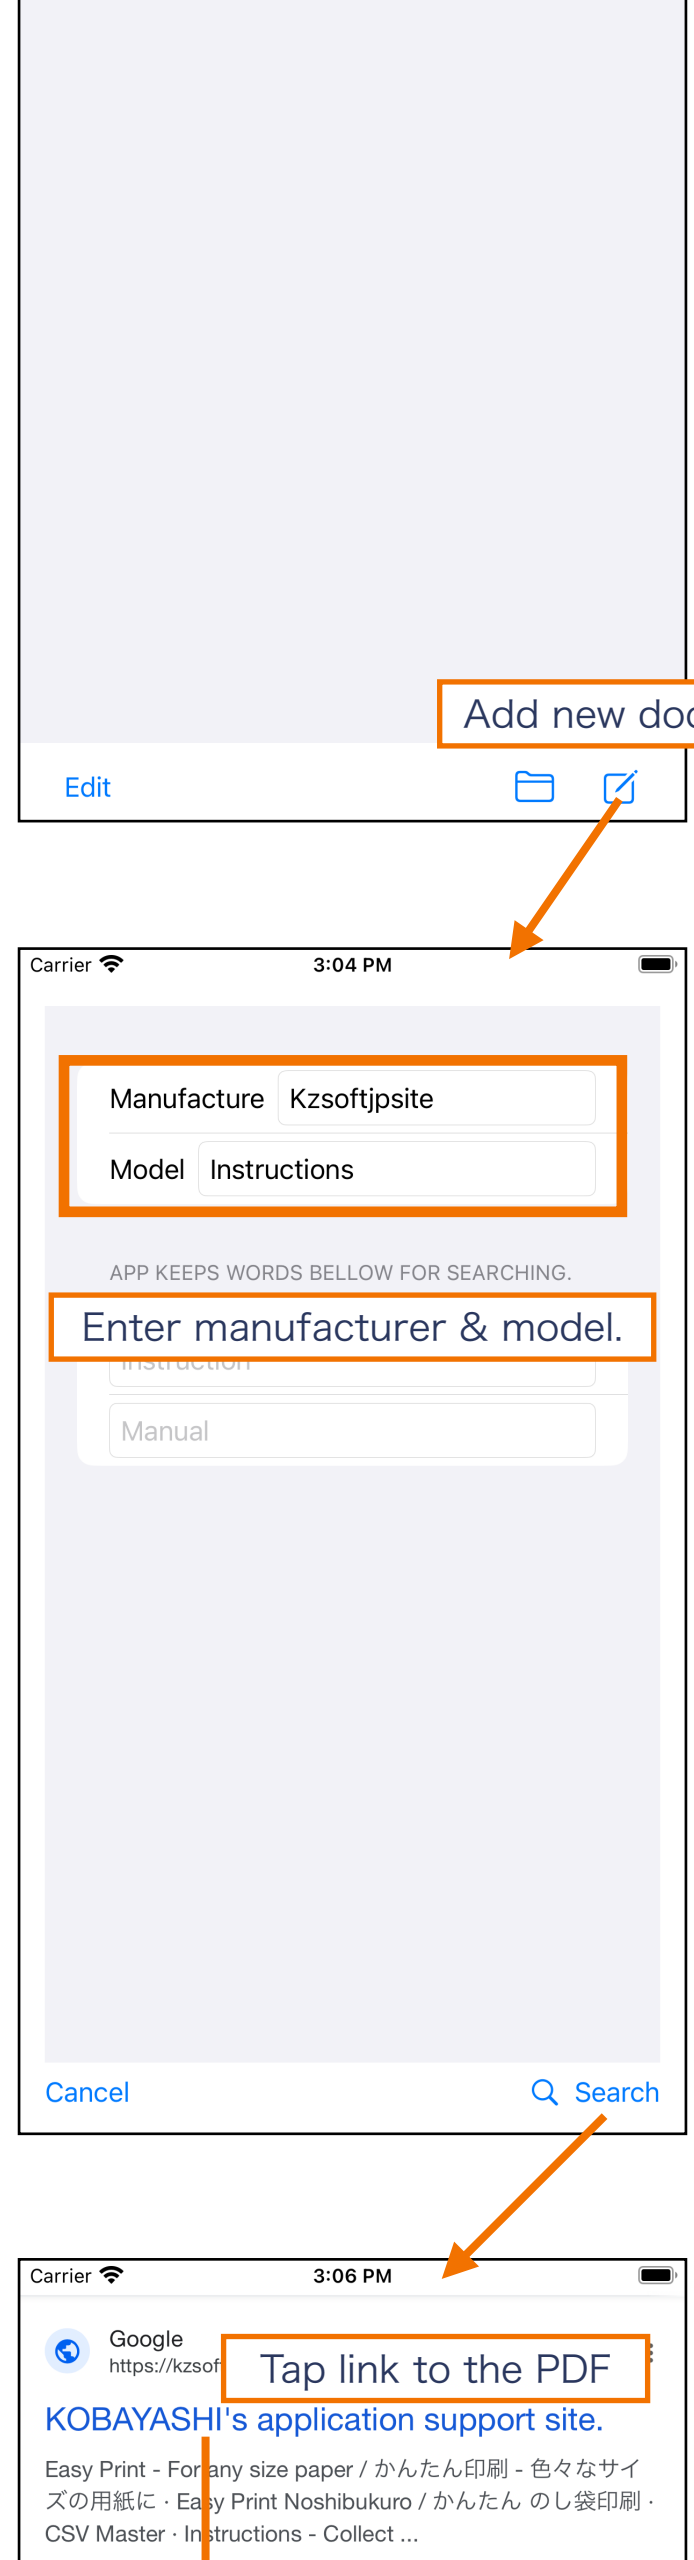 Add new
Edit
Carrier 3:04 PM
Manufacture Kzsoftjpsite
Model Instructions
APP KEEPS WORDS BELLOW FOR SEARCHING.
Enter manufacturer & model.
Instruction
Manual
Cancel Search
Carrier 3:06 PM
Google
https://kzsof
Tap link to the PDF
KOBAYASHI's application support site.
Easy Print - For any size paper / かんたん印刷 - 色々なサイ
ズの用紙に · Easy Print Noshibukuro / かんたん のし袋印刷 ·
CSV Master · Instructions - Collect ...